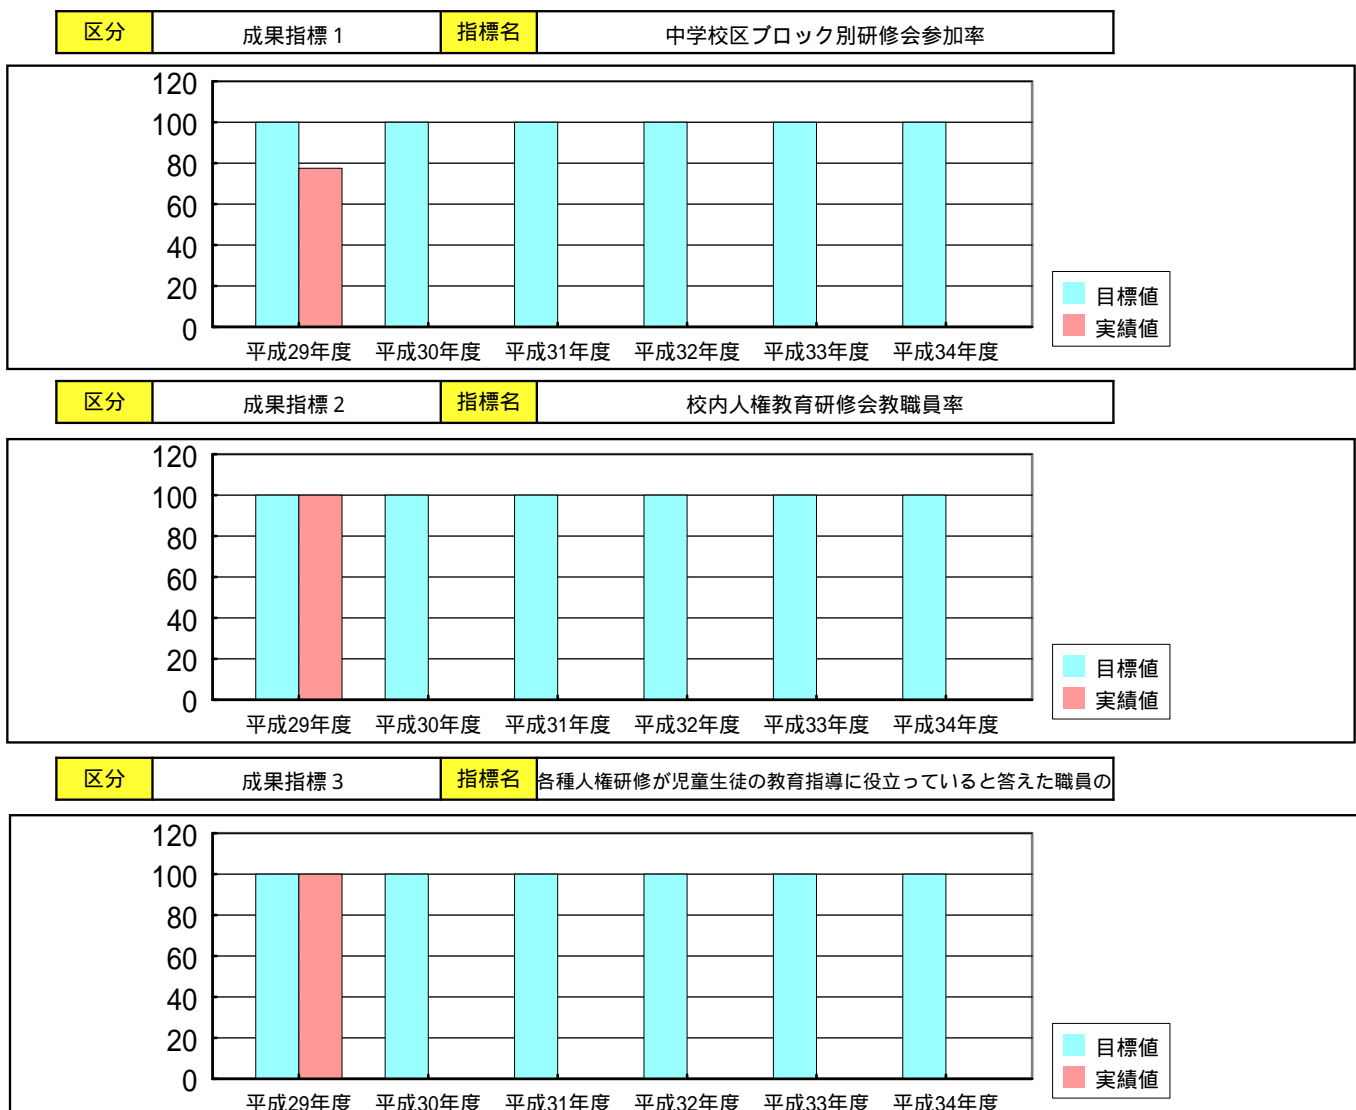 区分 成果指標１ 指標名 中学校区ブロック別研修会参加率
120
100
80
60
40
20
0
平成29年度 平成30年度 平成31年度 平成32年度 平成33年度 平成34年度
目標値
実績値
区分 成果指標２ 指標名 校内人権教育研修会教職員率
120
100
80
60
40
20
0
平成29年度 平成30年度 平成31年度 平成32年度 平成33年度 平成34年度
目標値
実績値
区分 成果指標３ 指標名 各種人権研修が児童生徒の教育指導に役立っていると答えた職員の
120
100
80
60
40
20
0
平成29年度 平成30年度 平成31年度 平成32年度 平成33年度 平成34年度
目標値
実績値